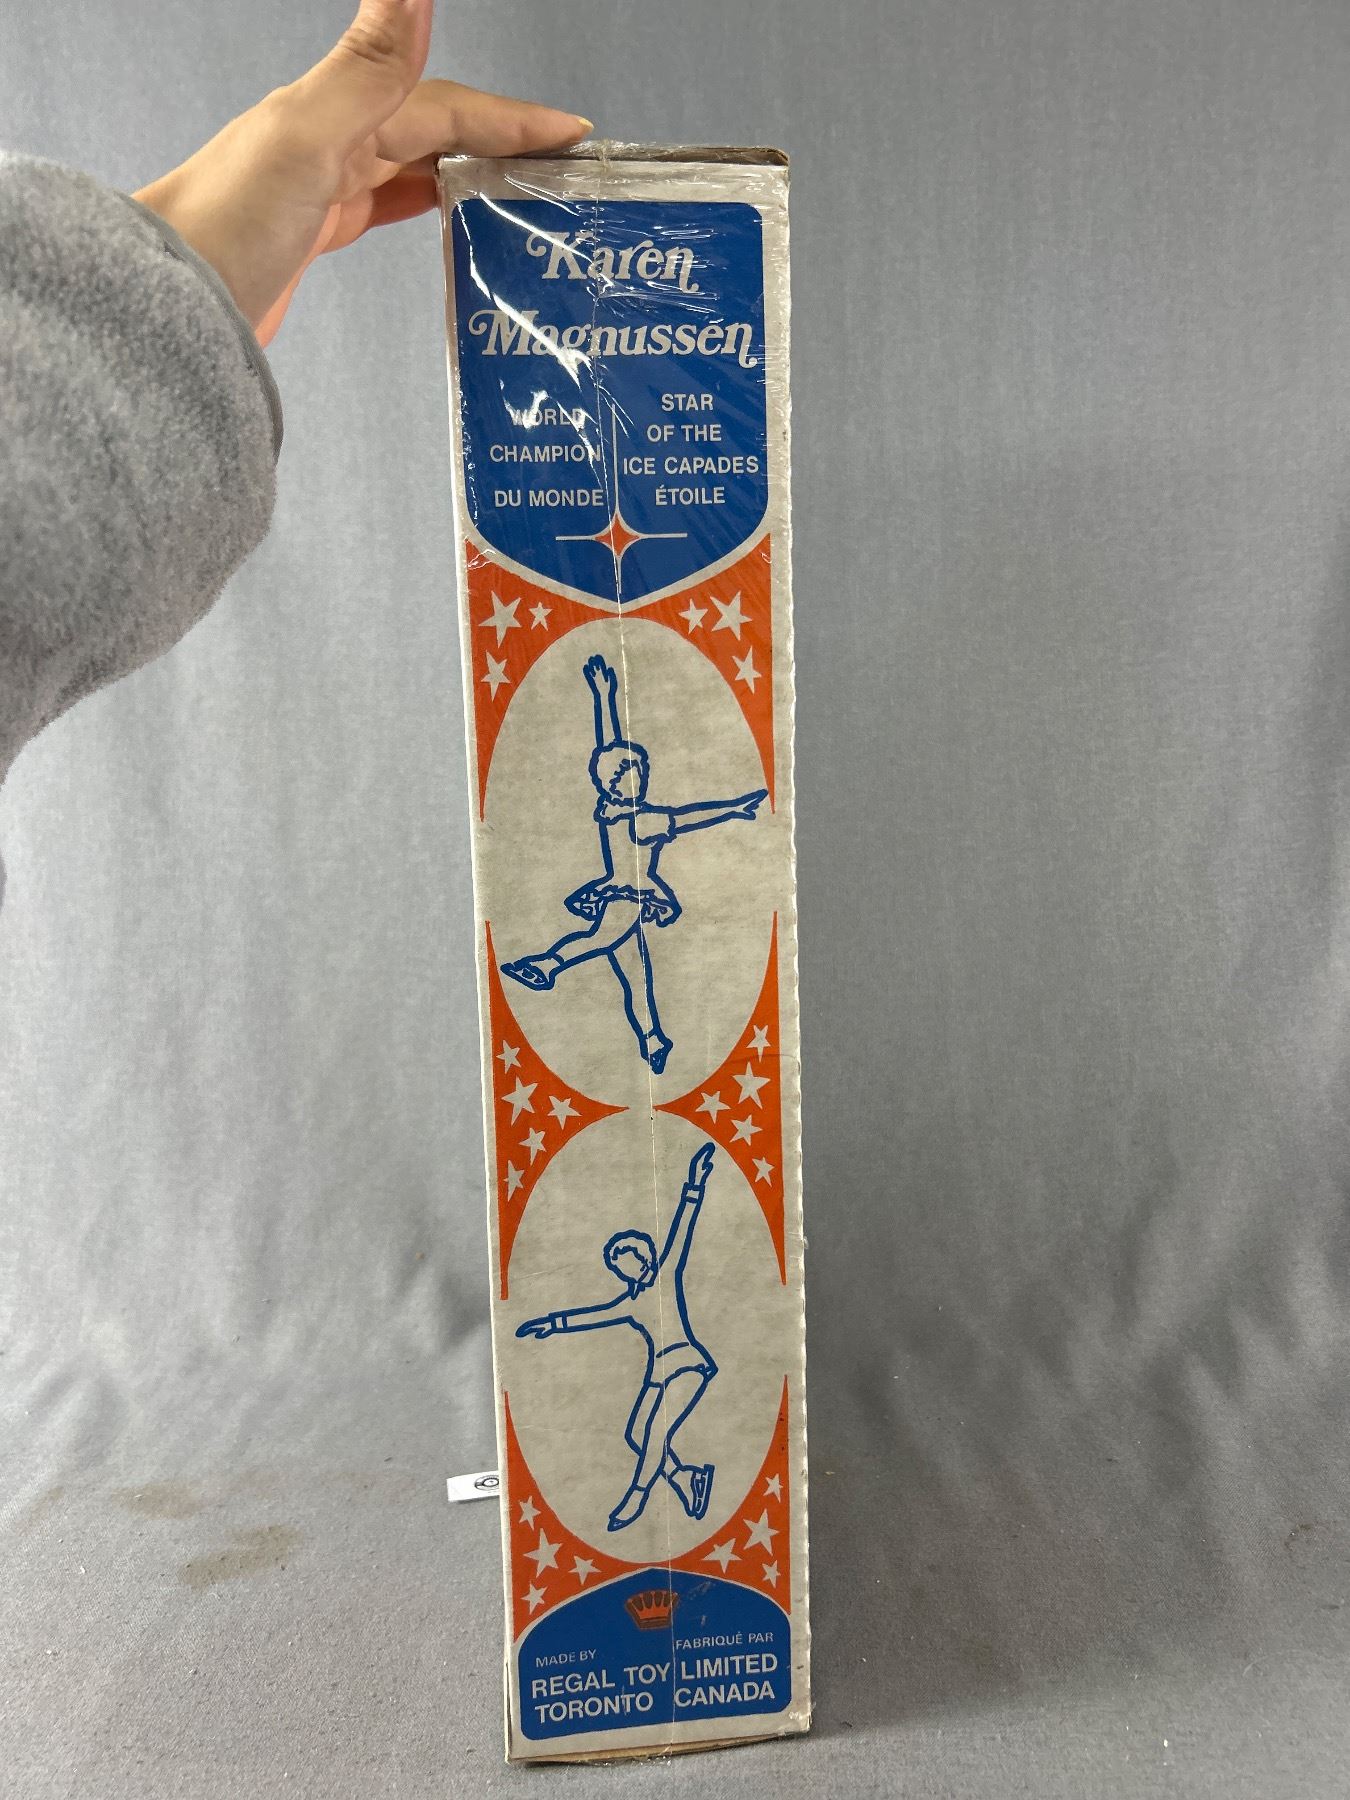 Karen
Magnussen
WORLD
CHAMPION
DU MONDE
STAR
OF THE
ICE CAPADES
ÉTOILE
MADE BY
FABRIQUÉ PAR
REGAL TOY LIMITED
TORONTO CANADA